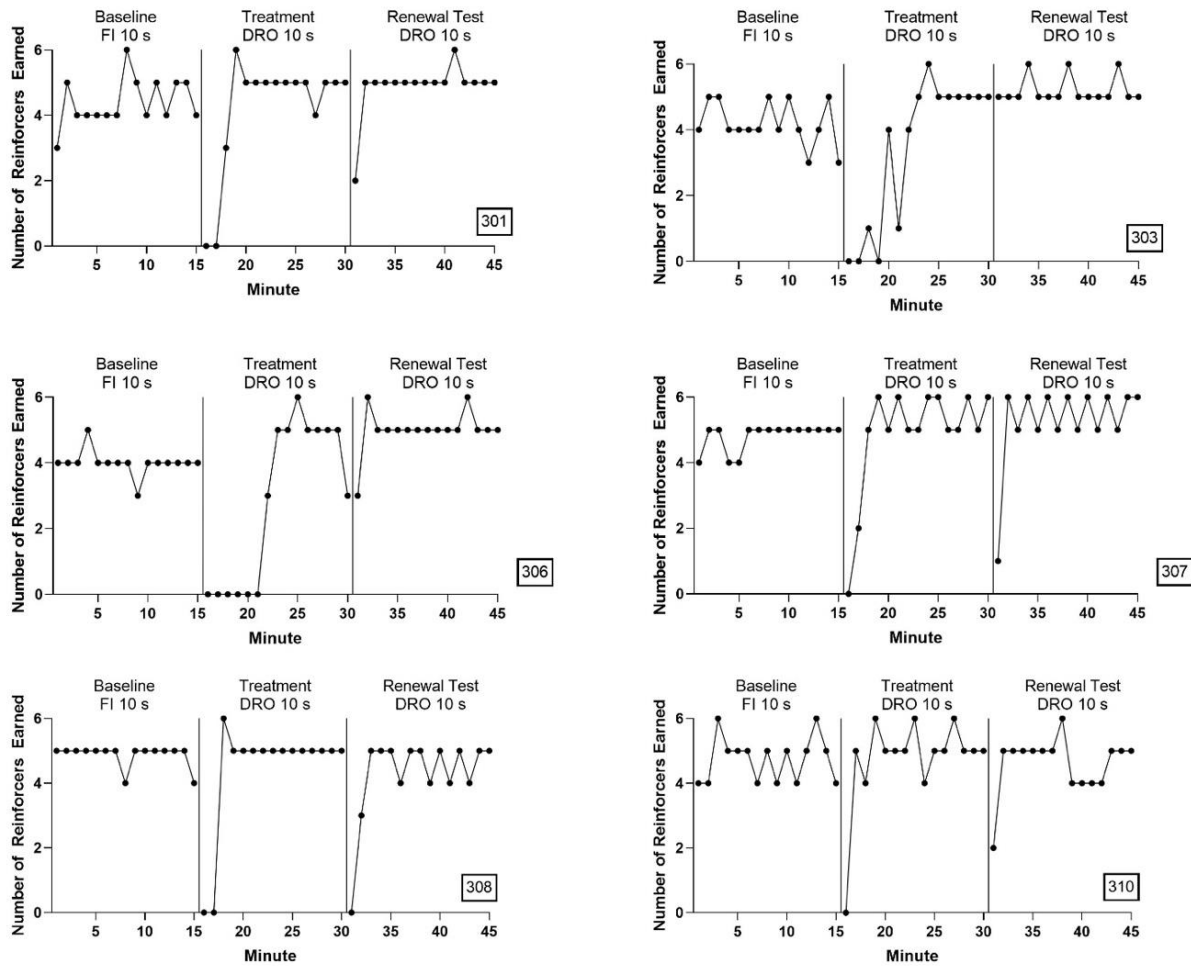 Baseline Treatment Renewal Test
FI 10 s DRO 10 s DRO 10 s
Number of Reinforcers Earned
6
4
2
0
301
5 10 15 20 25 30 35 40 45
Minute
Baseline Treatment Renewal Test
FI 10 s DRO 10 s DRO 10 s
Number of Reinforcers Earned
6
4
2
0
303
5 10 15 20 25 30 35 40 45
Minute
Baseline Treatment Renewal Test
FI 10 s DRO 10 s DRO 10 s
Number of Reinforcers Earned
6
4
2
0
306
5 10 15 20 25 30 35 40 45
Minute
Baseline Treatment Renewal Test
FI 10 s DRO 10 s DRO 10 s
Number of Reinforcers Earned
6
4
2
0
307
5 10 15 20 25 30 35 40 45
Minute
Baseline Treatment Renewal Test
FI 10 s DRO 10 s DRO 10 s
Number of Reinforcers Earned
6
4
2
0
308
5 10 15 20 25 30 35 40 45
Minute
Baseline Treatment Renewal Test
FI 10 s DRO 10 s DRO 10 s
Number of Reinforcers Earned
6
4
2
0
310
5 10 15 20 25 30 35 40 45
Minute